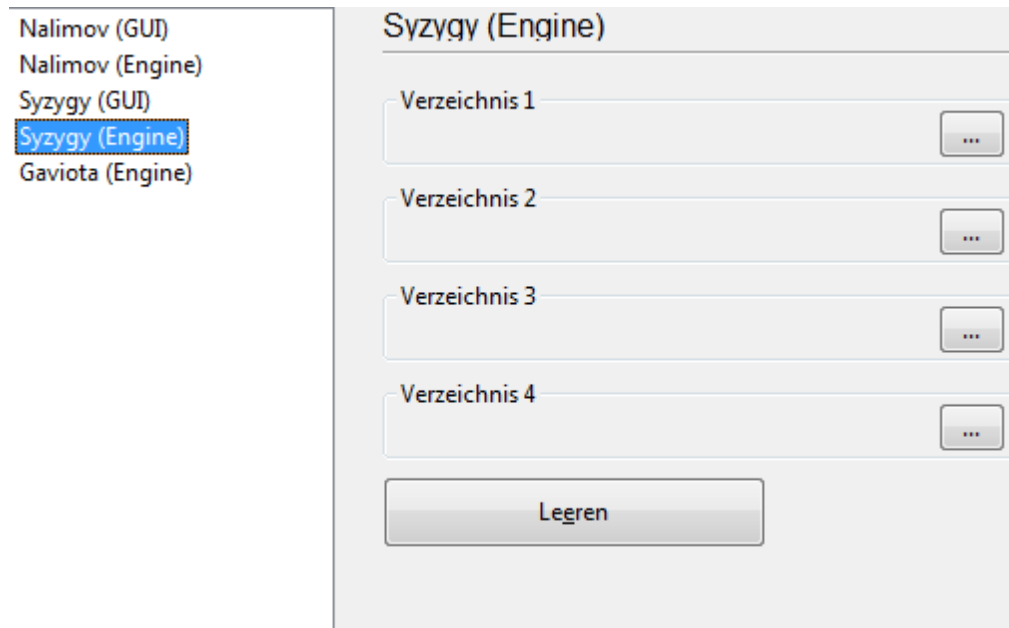 Nalimov (GUI)
Nalimov (Engine)
Syzygy (GUI)
Syzygy (Engine)
Gaviota (Engine)
Syzygy (Engine)
Verzeichnis 1
...
Verzeichnis 2
...
Verzeichnis 3
...
Verzeichnis 4
...
Leeren